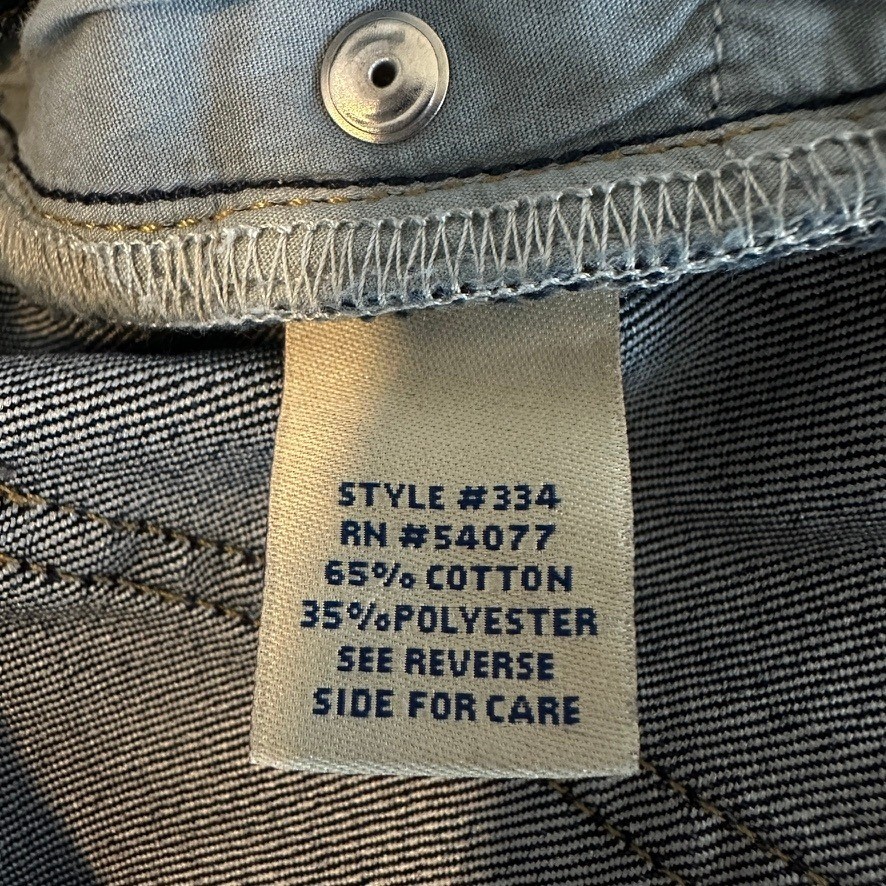 STYLE #334
RN #54077
65% COTTON
35%POLYESTER
SEE REVERSE
SIDE FOR CARE